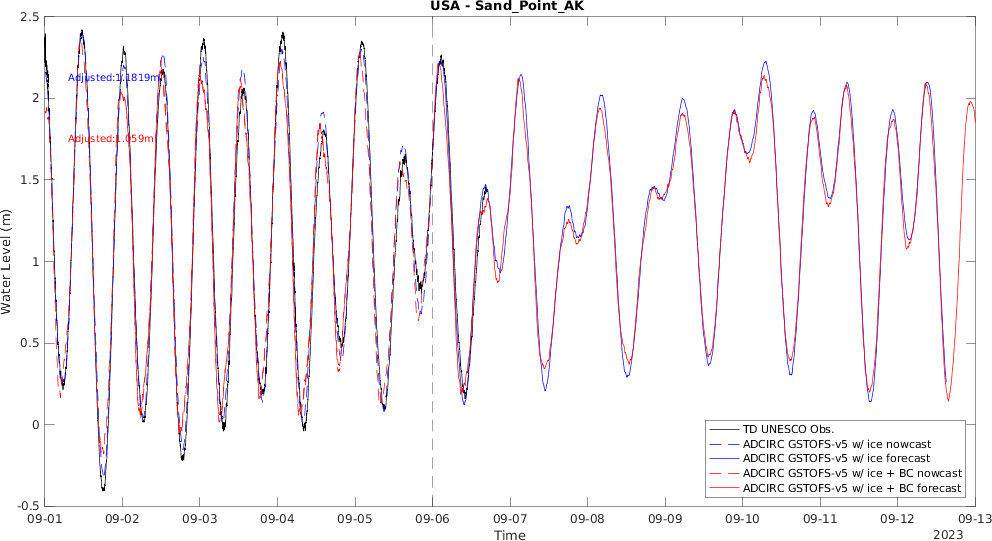 USA - Sand_Point_AK
2.5
2
1.5
1
0.5
0
-0.5
Water Level (m)
Adjusted:1.1819m
Adjusted:1.059m
TD UNESCO Obs.
ADCIRC GSTOFS-v5 w/ ice nowcast
ADCIRC GSTOFS-v5 w/ ice forecast
ADCIRC GSTOFS-v5 w/ ice + BC nowcast
ADCIRC GSTOFS-v5 w/ ice + BC forecast
09-01 09-02 09-03 09-04 09-05 09-06 09-07 09-08 09-09 09-10 09-11 09-12 09-13
Time
2023